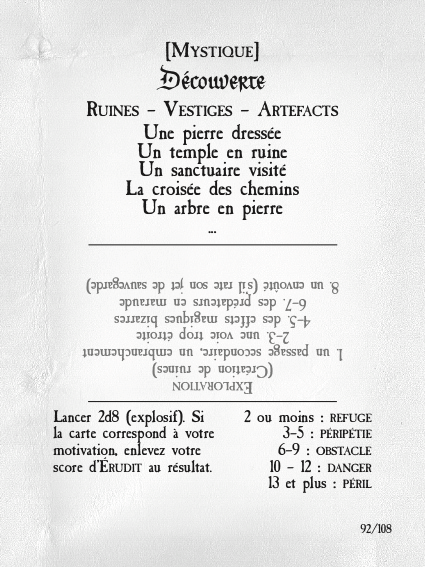 [Mystique]
Découverte
Ruines – Vestiges – Artefacts
Une pierre dressée
Un temple en ruine
Un sanctuaire visité
La croisée des chemins
Un arbre en pierre
...
Exploration
(Création de ruines)
1. un passage secondaire, un embranchement
2-3. une voie trop étroite
4-5. des effets magiques bizarres
6-7. des prédateurs en maraude
8. un envoûté (s'il rate son jet de sauvegarde)
Lancer 2d8 (explosif). Si
la carte correspond à votre
motivation, enlevez votre
score d'Érudit au résultat.
2 ou moins : refuge
3-5 : péripétie
6-9 : obstacle
10 - 12 : danger
13 et plus : péril
92/108